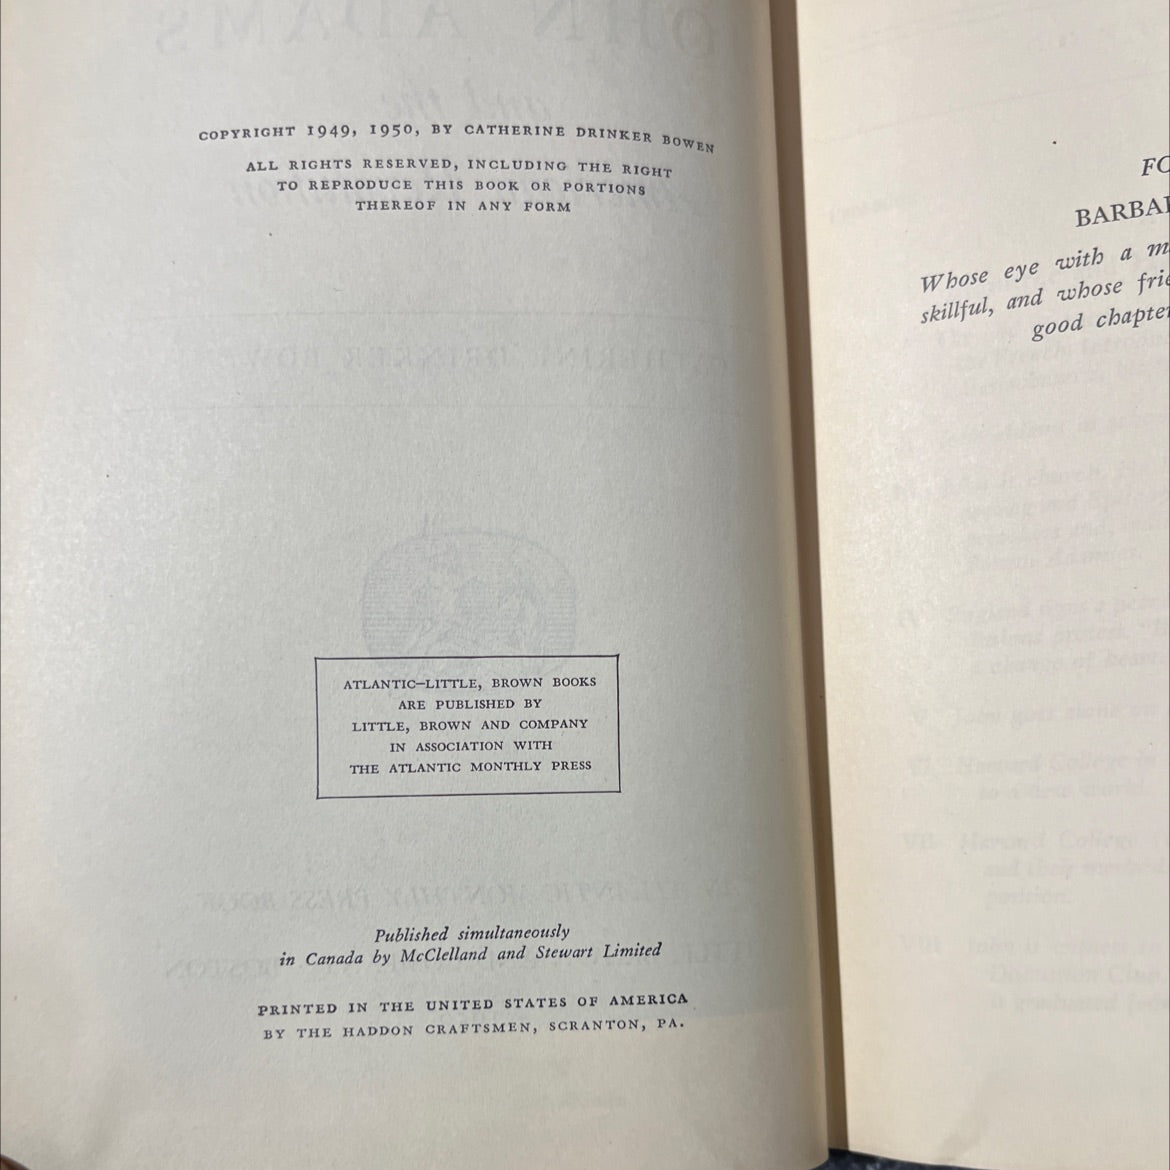 COPYRIGHT 1949, 1950, BY CATHERINE DRINKER BOWEN
ALL RIGHTS RESERVED, INCLUDING THE RIGHT
TO REPRODUCE THIS BOOK OR PORTIONS
THEREOF IN ANY FORM
ATLANTIC–LITTLE, BROWN BOOKS
ARE PUBLISHED BY
LITTLE, BROWN AND COMPANY
IN ASSOCIATION WITH
THE ATLANTIC MONTHLY PRESS
Published simultaneously
in Canada by McClelland and Stewart Limited
PRINTED IN THE UNITED STATES OF AMERICA
BY THE HADDON CRAFTSMEN, SCRANTON, PA.
Whose eye with a
skillful, and whose
good